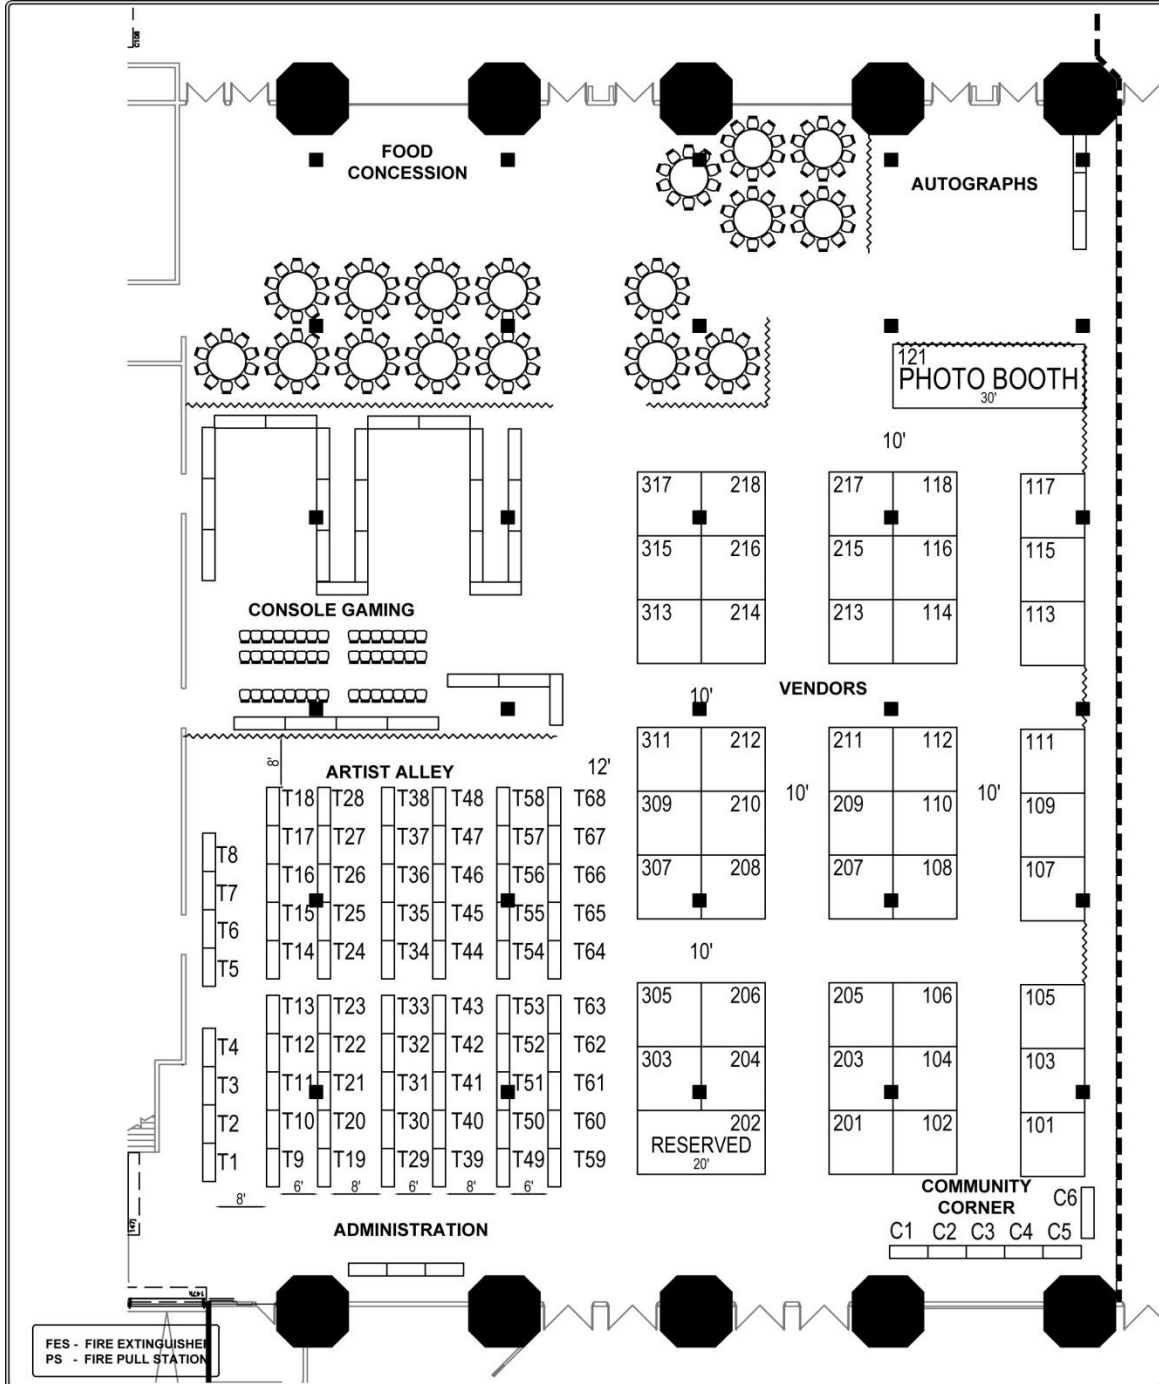 C108
FOOD
CONCESSION
AUTOGRAPHS
121
PHOTO BOOTH
30'
10'
317 218 217 118 117
315 216 215 116 115
313 214 213 114 113
CONSOLE GAMING
10' VENDORS
311 212 211 112 111
8' ARTIST ALLEY 12'
10' 10'
T18 T28 T38 T48 T58 T68 309 210 209 110 109
T17 T27 T37 T47 T57 T67
T8
T16 T26 T36 T46 T56 T66 307 208 207 108 107
T7
T15 T25 T35 T45 T55 T65
T6
T14 T24 T34 T44 T54 T64 10'
T5
T13 T23 T33 T43 T53 T63 305 206 205 106 105
T4 T12 T22 T32 T42 T52 T62 303 204 203 104 103
T3 T11 T21 T31 T41 T51 T61
T2 T10 T20 T30 T40 T50 T60 202 201 102 101
RESERVED
20'
T1 T9 T19 T29 T39 T49 T59
8' 6' 8' 6' 8' 6'
COMMUNITY
CORNER
C6
ADMINISTRATION
C1 C2 C3 C4 C5
147j
147k
FES - FIRE EXTINGUISHER
PS - FIRE PULL STATION